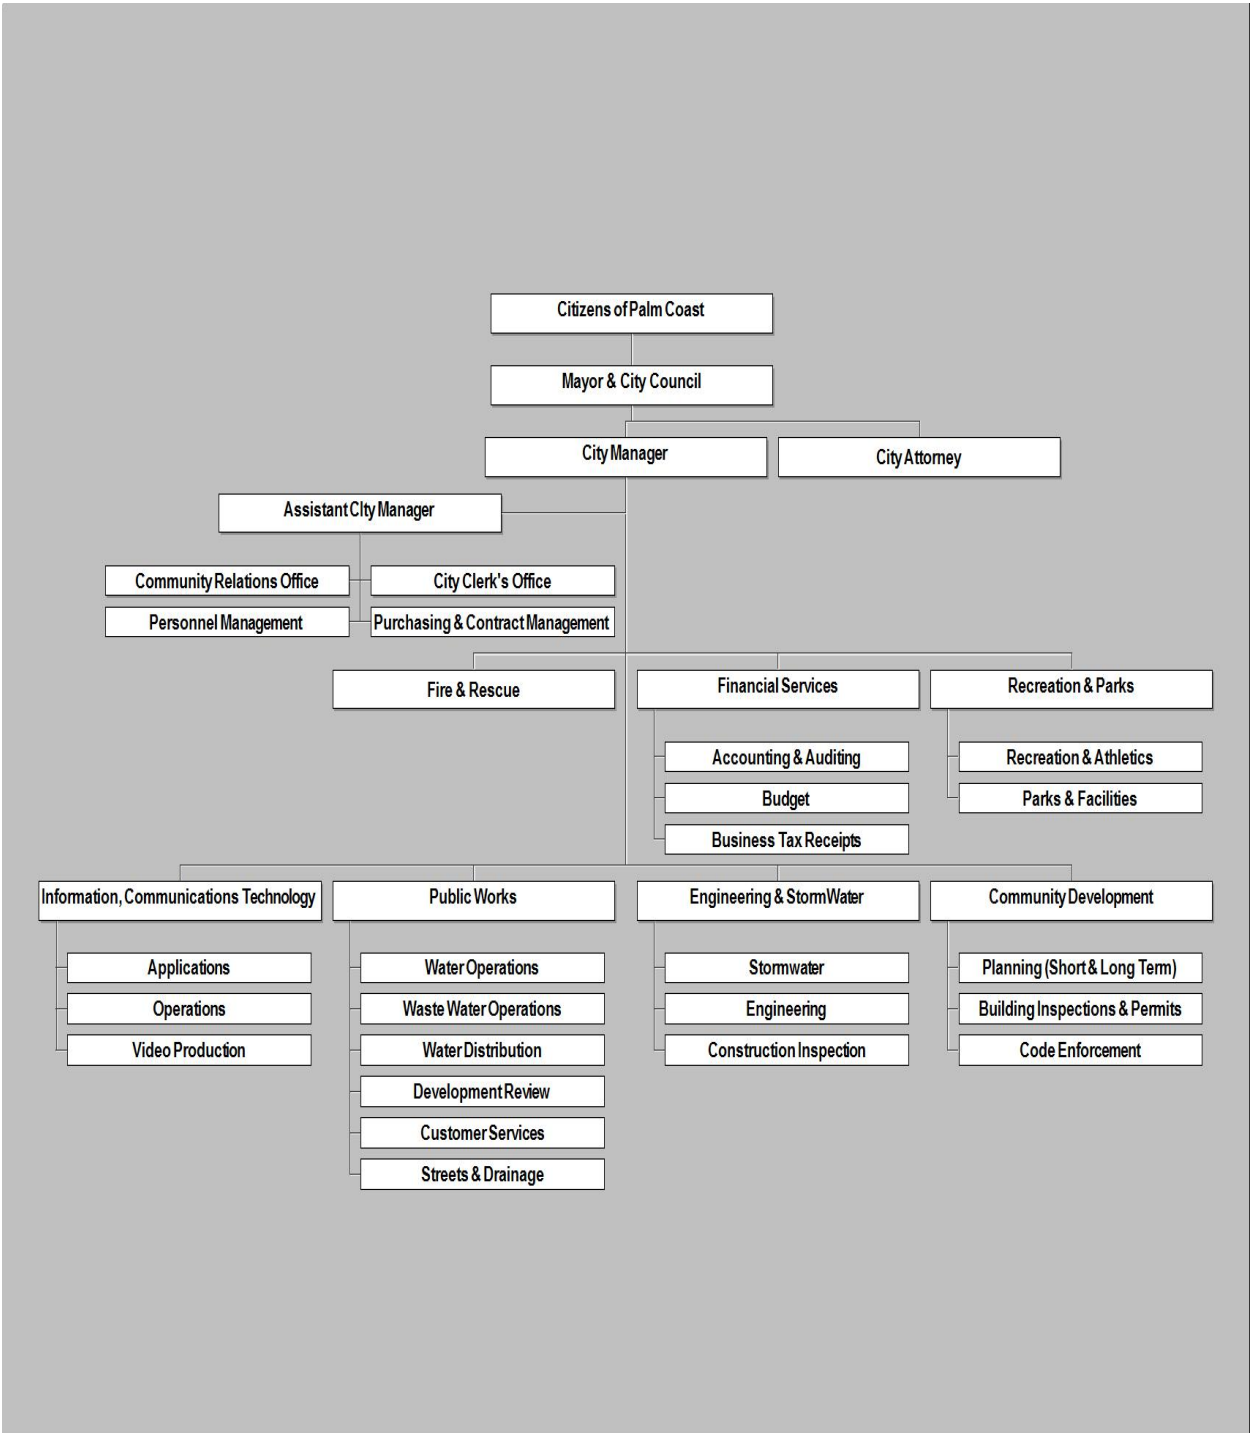 Citizens of Palm Coast
Mayor & City Council
City Manager
City Attorney
Assistant CIty Manager
Community Relations Office
City Clerk's Office
Personnel Management
Purchasing & Contract Management
Fire & Rescue
Financial Services
Recreation & Parks
Accounting & Auditing
Recreation & Athletics
Budget
Parks & Facilities
Business Tax Receipts
Information, Communications Technology
Public Works
Engineering & StormWater
Community Development
Applications
Water Operations
Stormwater
Planning (Short & Long Term)
Operations
Waste Water Operations
Engineering
Building Inspections & Permits
Video Production
Water Distribution
Construction Inspection
Code Enforcement
Development Review
Customer Services
Streets & Drainage